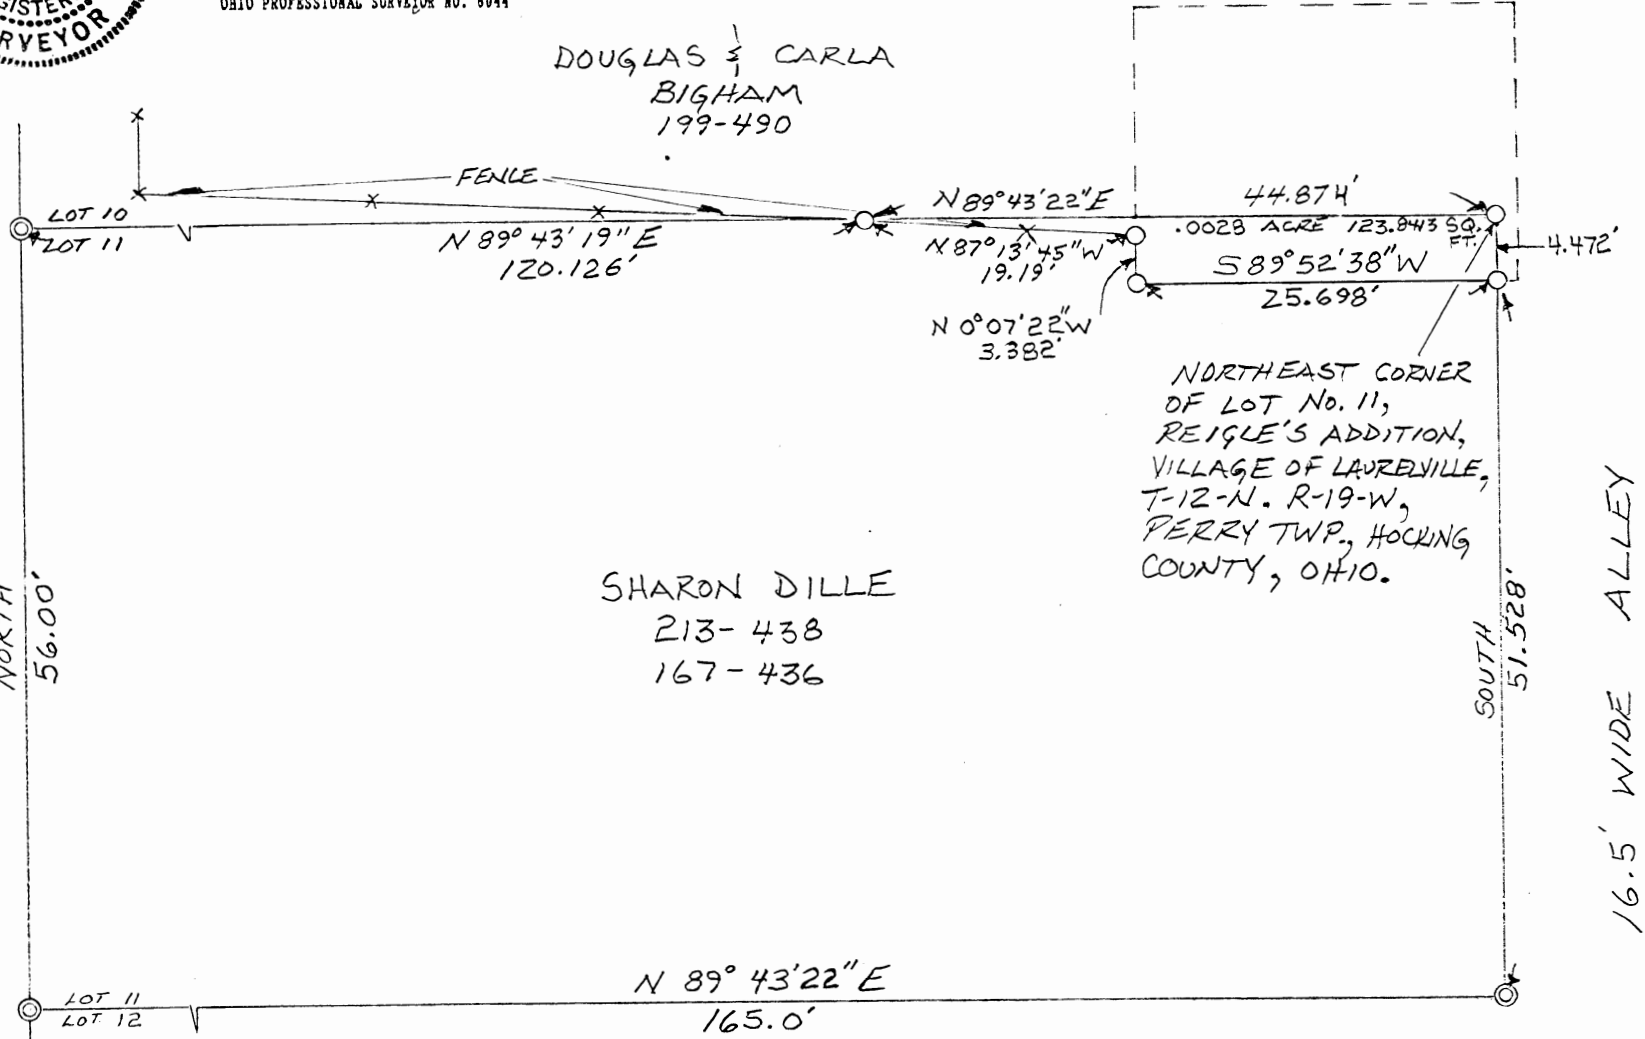 OHIO PROFESSIONAL SURVEYOR NO. 6044
DOUGLAS & CARLA
BIGHAM
199-490
FENCE
LOT 10
LOT 11
N 89° 43' 19" E
120.126'
N 89° 43' 22" E
44.874'
.0028 ACRE 123.843 SQ.
FT.
4.472'
N 87° 13' 45" W
19.19'
S 89° 52' 38" W
25.698'
N 0° 07' 22" W
3.382'
NORTHEAST CORNER
OF LOT No. 11,
REIGLE'S ADDITION,
VILLAGE OF LAURELVILLE,
T-12-N. R-19-W,
PERRY TWP., HOCKING
COUNTY, OHIO.
SHARON DILLE
213-438
167-436
NORTH
56.00'
SOUTH
51.528'
16.5' WIDE ALLEY
N 89° 43' 22" E
165.0'
LOT 11
LOT 12